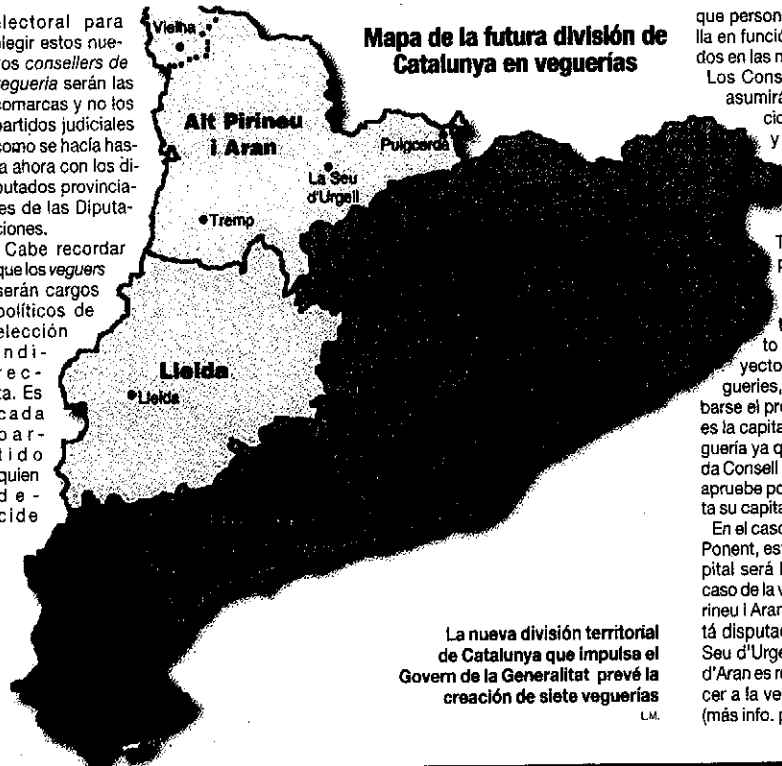 electoral para
elegir estos nue-
vos consellers de
veguería serán las
comarcas y no los
partidos judiciales
como se hacía has-
ta ahora con los di-
putados provincia-
les de las Diputa-
ciones.
Cabe recordar
que los veguers
serán cargos
políticos de
elección
indi-
rec-
ta. Es
cada
par-
tido
quien
de-
cide
Mapa de la futura división de
Catalunya en veguerías
Vielha
Alt Pirineu
i Aran
Puigcerdà
La Seu
d'Urgell
Tremp
Lleida
Lleida
La nueva división territorial
de Catalunya que impulsa el
Govern de la Generalitat prevé la
creación de siete veguerías
L.M.
que person
lla en funció
dos en las n
Los Cons
asumirá
cio
y
T
p
t
to
yecto
gueries,
barse el pr
es la capita
guería ya q
da Consell
apruebe po
ta su capita
En el caso
Ponent, es
pital será l
caso de la v
rineu i Aran
tá disputad
Seu d'Urge
d'Aran es r
cer a la ve
(más info. p